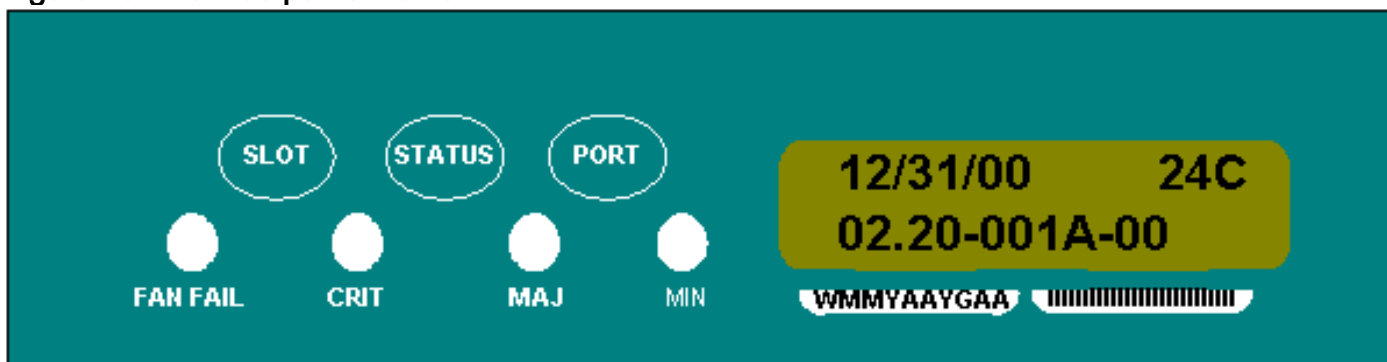 SLOT STATUS PORT
FAN FAIL CRIT MAJ MIN
12/31/00 24C
02.20-001A-00
WMMYAAYGAA